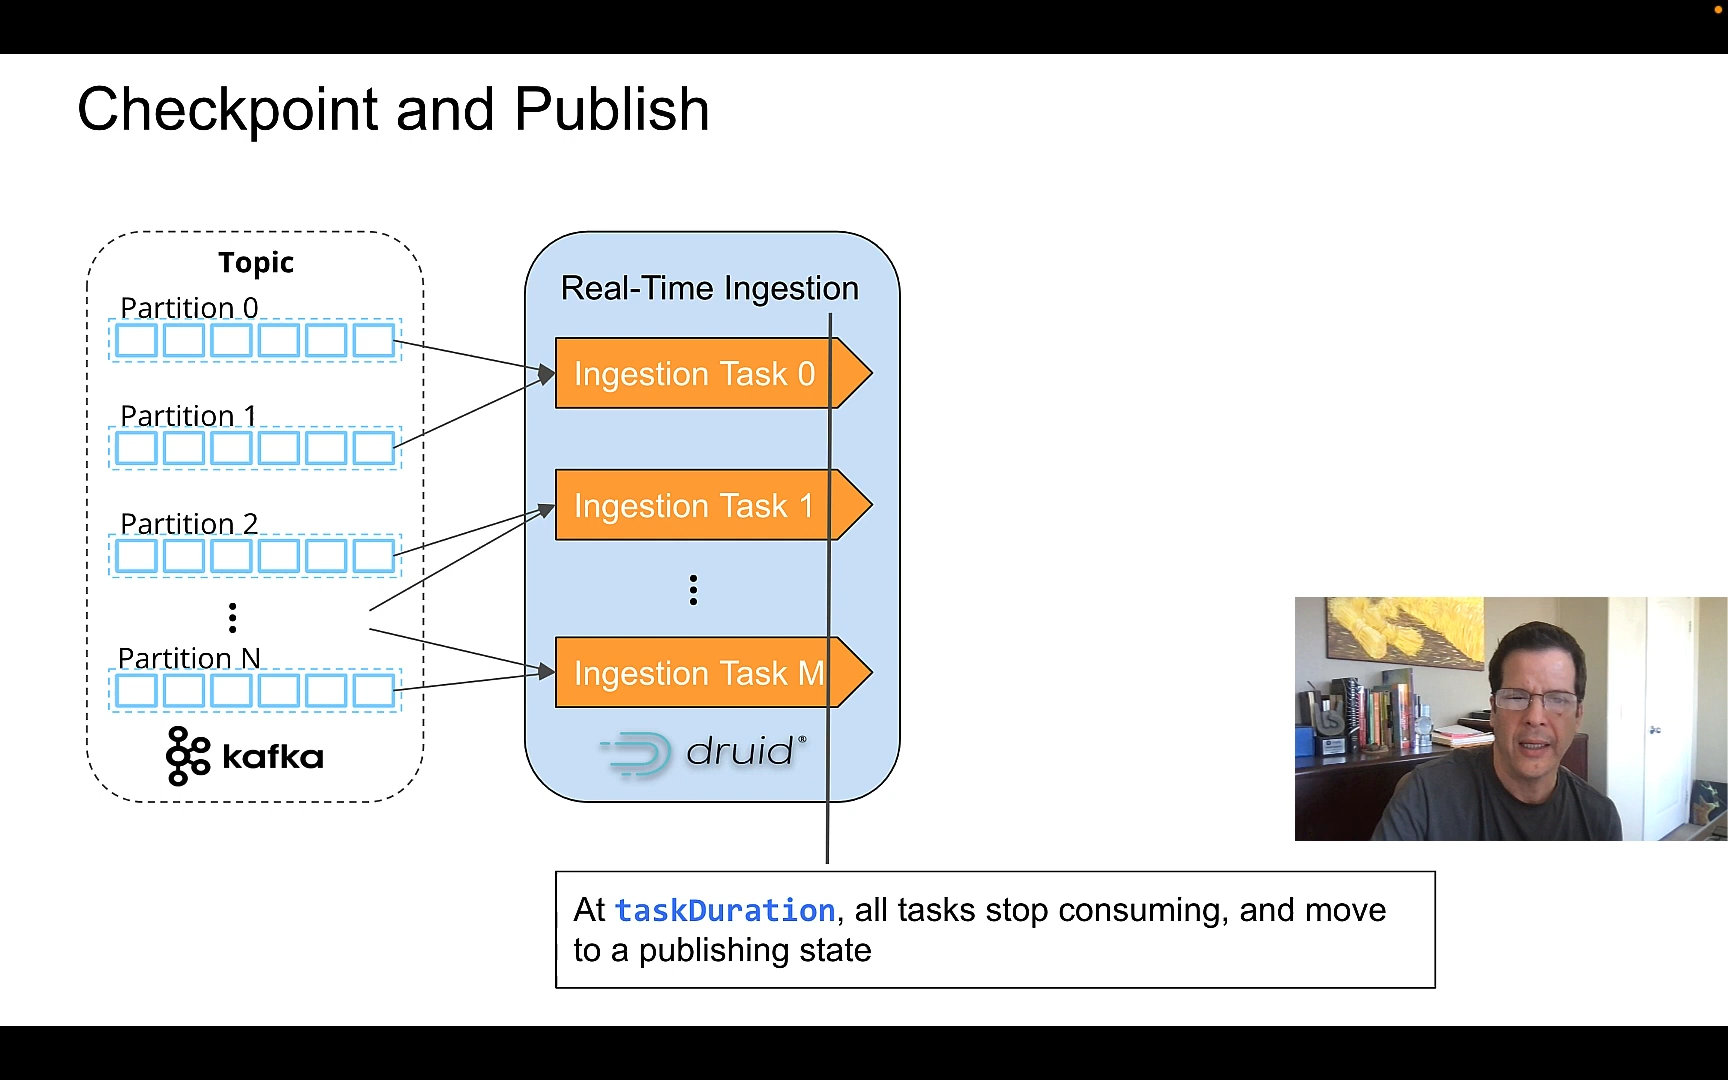 Checkpoint and Publish
Topic
Partition 0
Partition 1
Partition 2
Partition N
kafka
Real-Time Ingestion
Ingestion Task 0
Ingestion Task 1
Ingestion Task M
druid®
At taskDuration, all tasks stop consuming, and move
to a publishing state